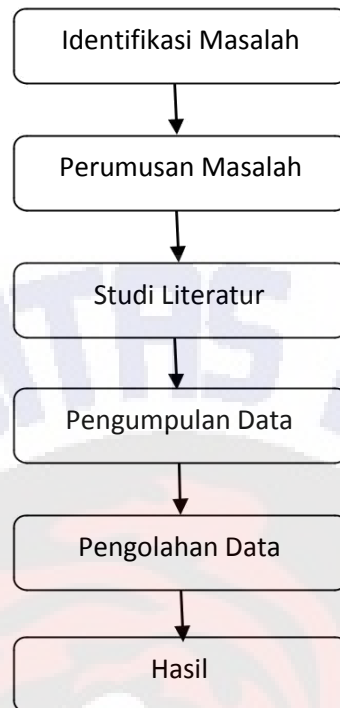 Identifikasi Masalah
Perumusan Masalah
Studi Literatur
Pengumpulan Data
Pengolahan Data
Hasil